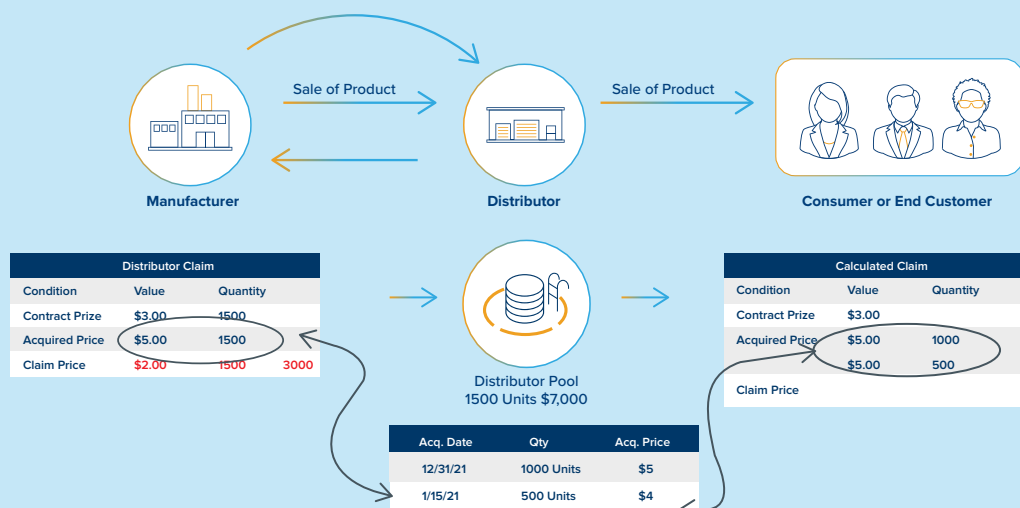 Sale of Product
Sale of Product
Manufacturer
Distributor
Consumer or End Customer
Distributor Claim
Condition Value Quantity
Contract Prize $3.00 1500
Acquired Price $5.00 1500
Claim Price $2.00 1500 3000
Distributor Pool
1500 Units $7,000
Calculated Claim
Condition Value Quantity
Contract Prize $3.00
Acquired Price $5.00 1000
$5.00 500
Claim Price
Acq. Date Qty Acq. Price
12/31/21 1000 Units $5
1/15/21 500 Units $4